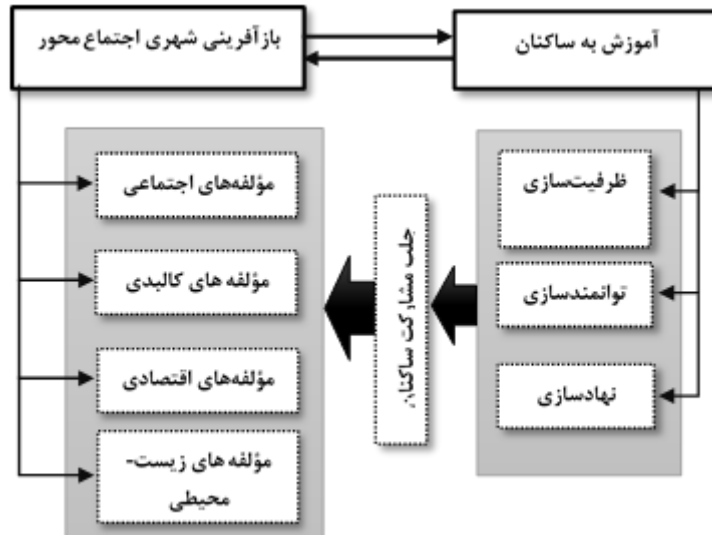 آموزش به ساکنان
بازآفرینی شهری اجتماع محور
ظرفیت‌سازی
توانمندسازی
نهادسازی
جلب مشارکت ساکنان
مؤلفه‌های اجتماعی
مؤلفه های کالبدی
مؤلفه‌های اقتصادی
مؤلفه های زیست-
محیطی